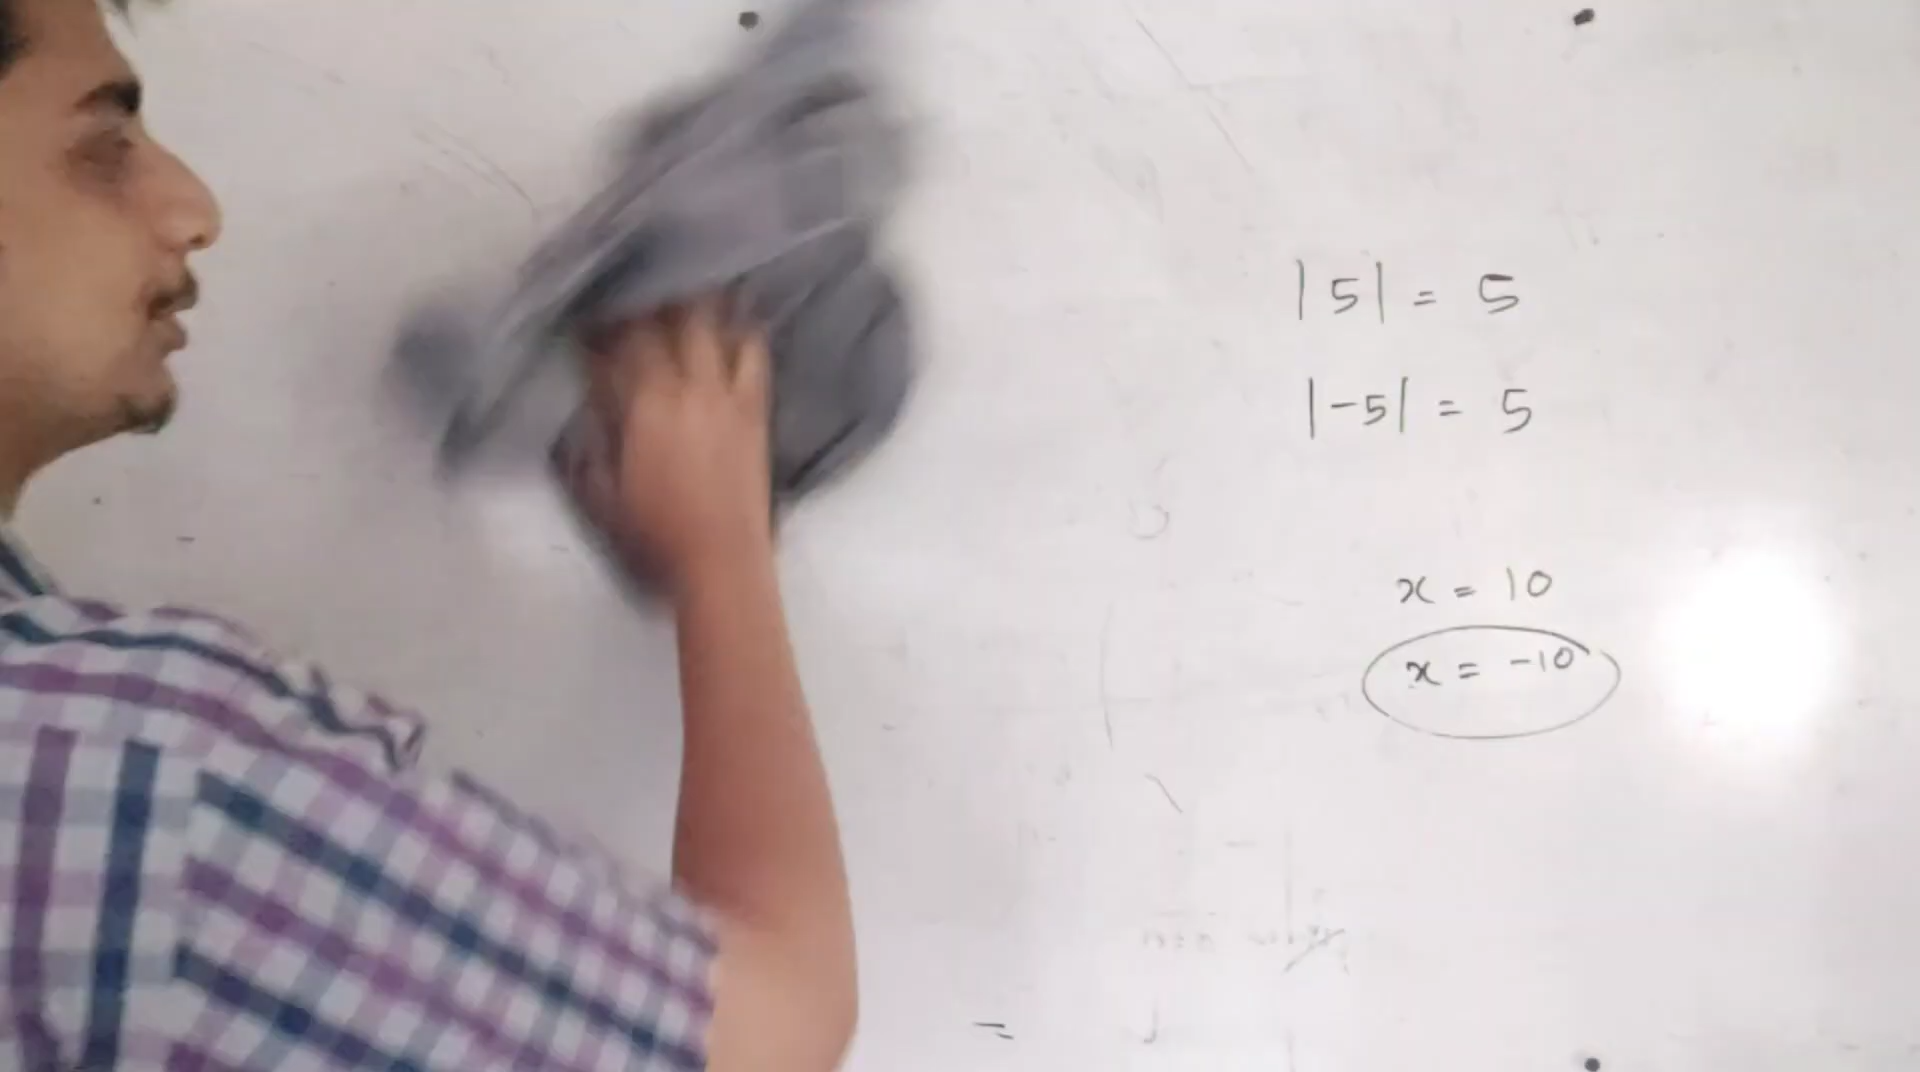 |5| = 5
|-5| = 5
x = 10
x = -10
=